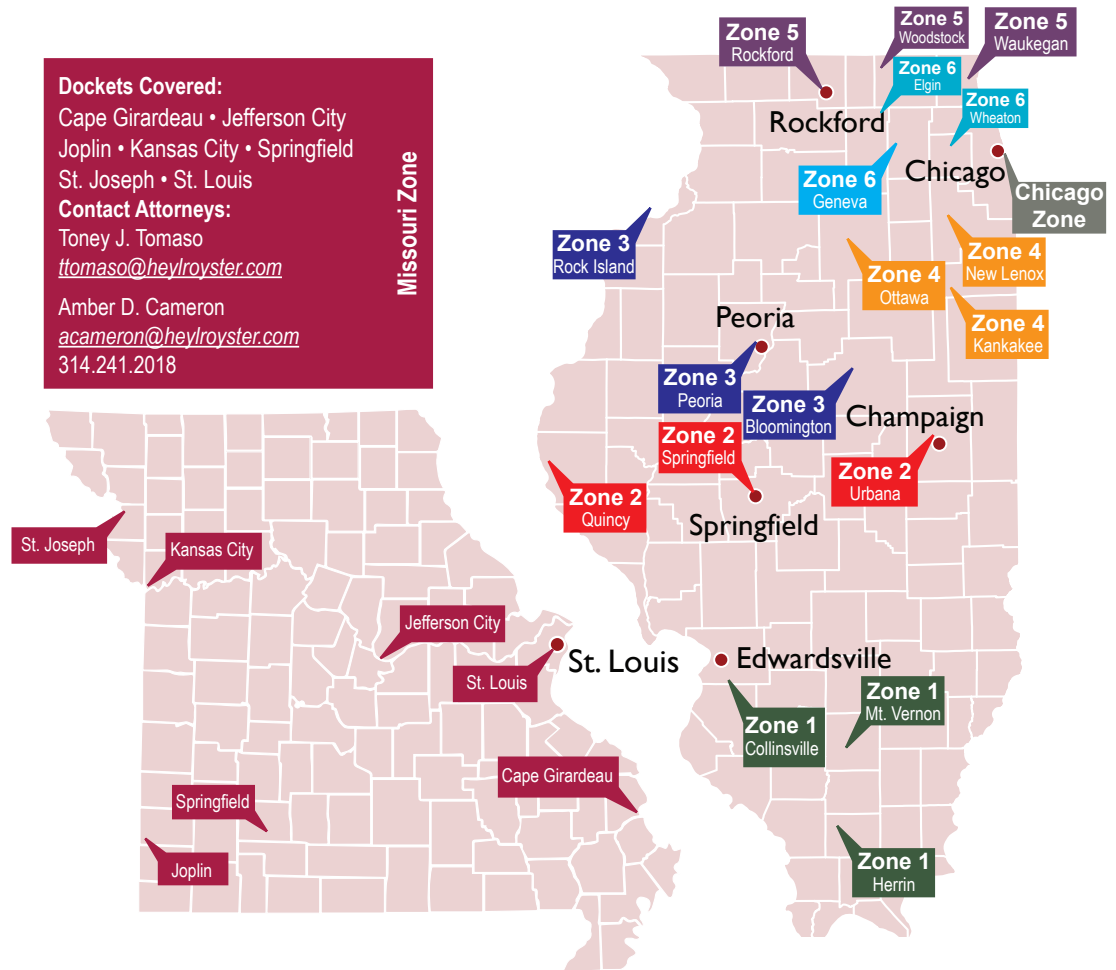 Dockets Covered:
Cape Girardeau • Jefferson City
Joplin • Kansas City • Springfield
St. Joseph • St. Louis
Contact Attorneys:
Toney J. Tomaso
ttomaso@heylroyster.com
Amber D. Cameron
acameron@heylroyster.com
314.241.2018
Missouri Zone
Zone 5
Rockford
Zone 5
Woodstock
Zone 5
Waukegan
Zone 6
Elgin
Zone 6
Wheaton
Rockford
Chicago
Zone 6
Geneva
Chicago
Zone
Zone 3
Rock Island
Zone 4
Ottawa
Zone 4
New Lenox
Zone 4
Kankakee
Peoria
Zone 3
Peoria
Zone 3
Bloomington
Champaign
Zone 2
Springfield
Zone 2
Urbana
Zone 2
Quincy
Springfield
St. Joseph
Kansas City
Jefferson City
St. Louis
St. Louis
Edwardsville
Zone 1
Collinsville
Zone 1
Mt. Vernon
Cape Girardeau
Springfield
Joplin
Zone 1
Herrin